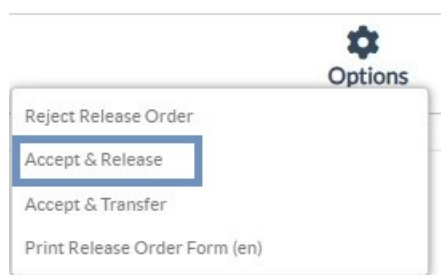 Options
Reject Release Order
Accept & Release
Accept & Transfer
Print Release Order Form (en)